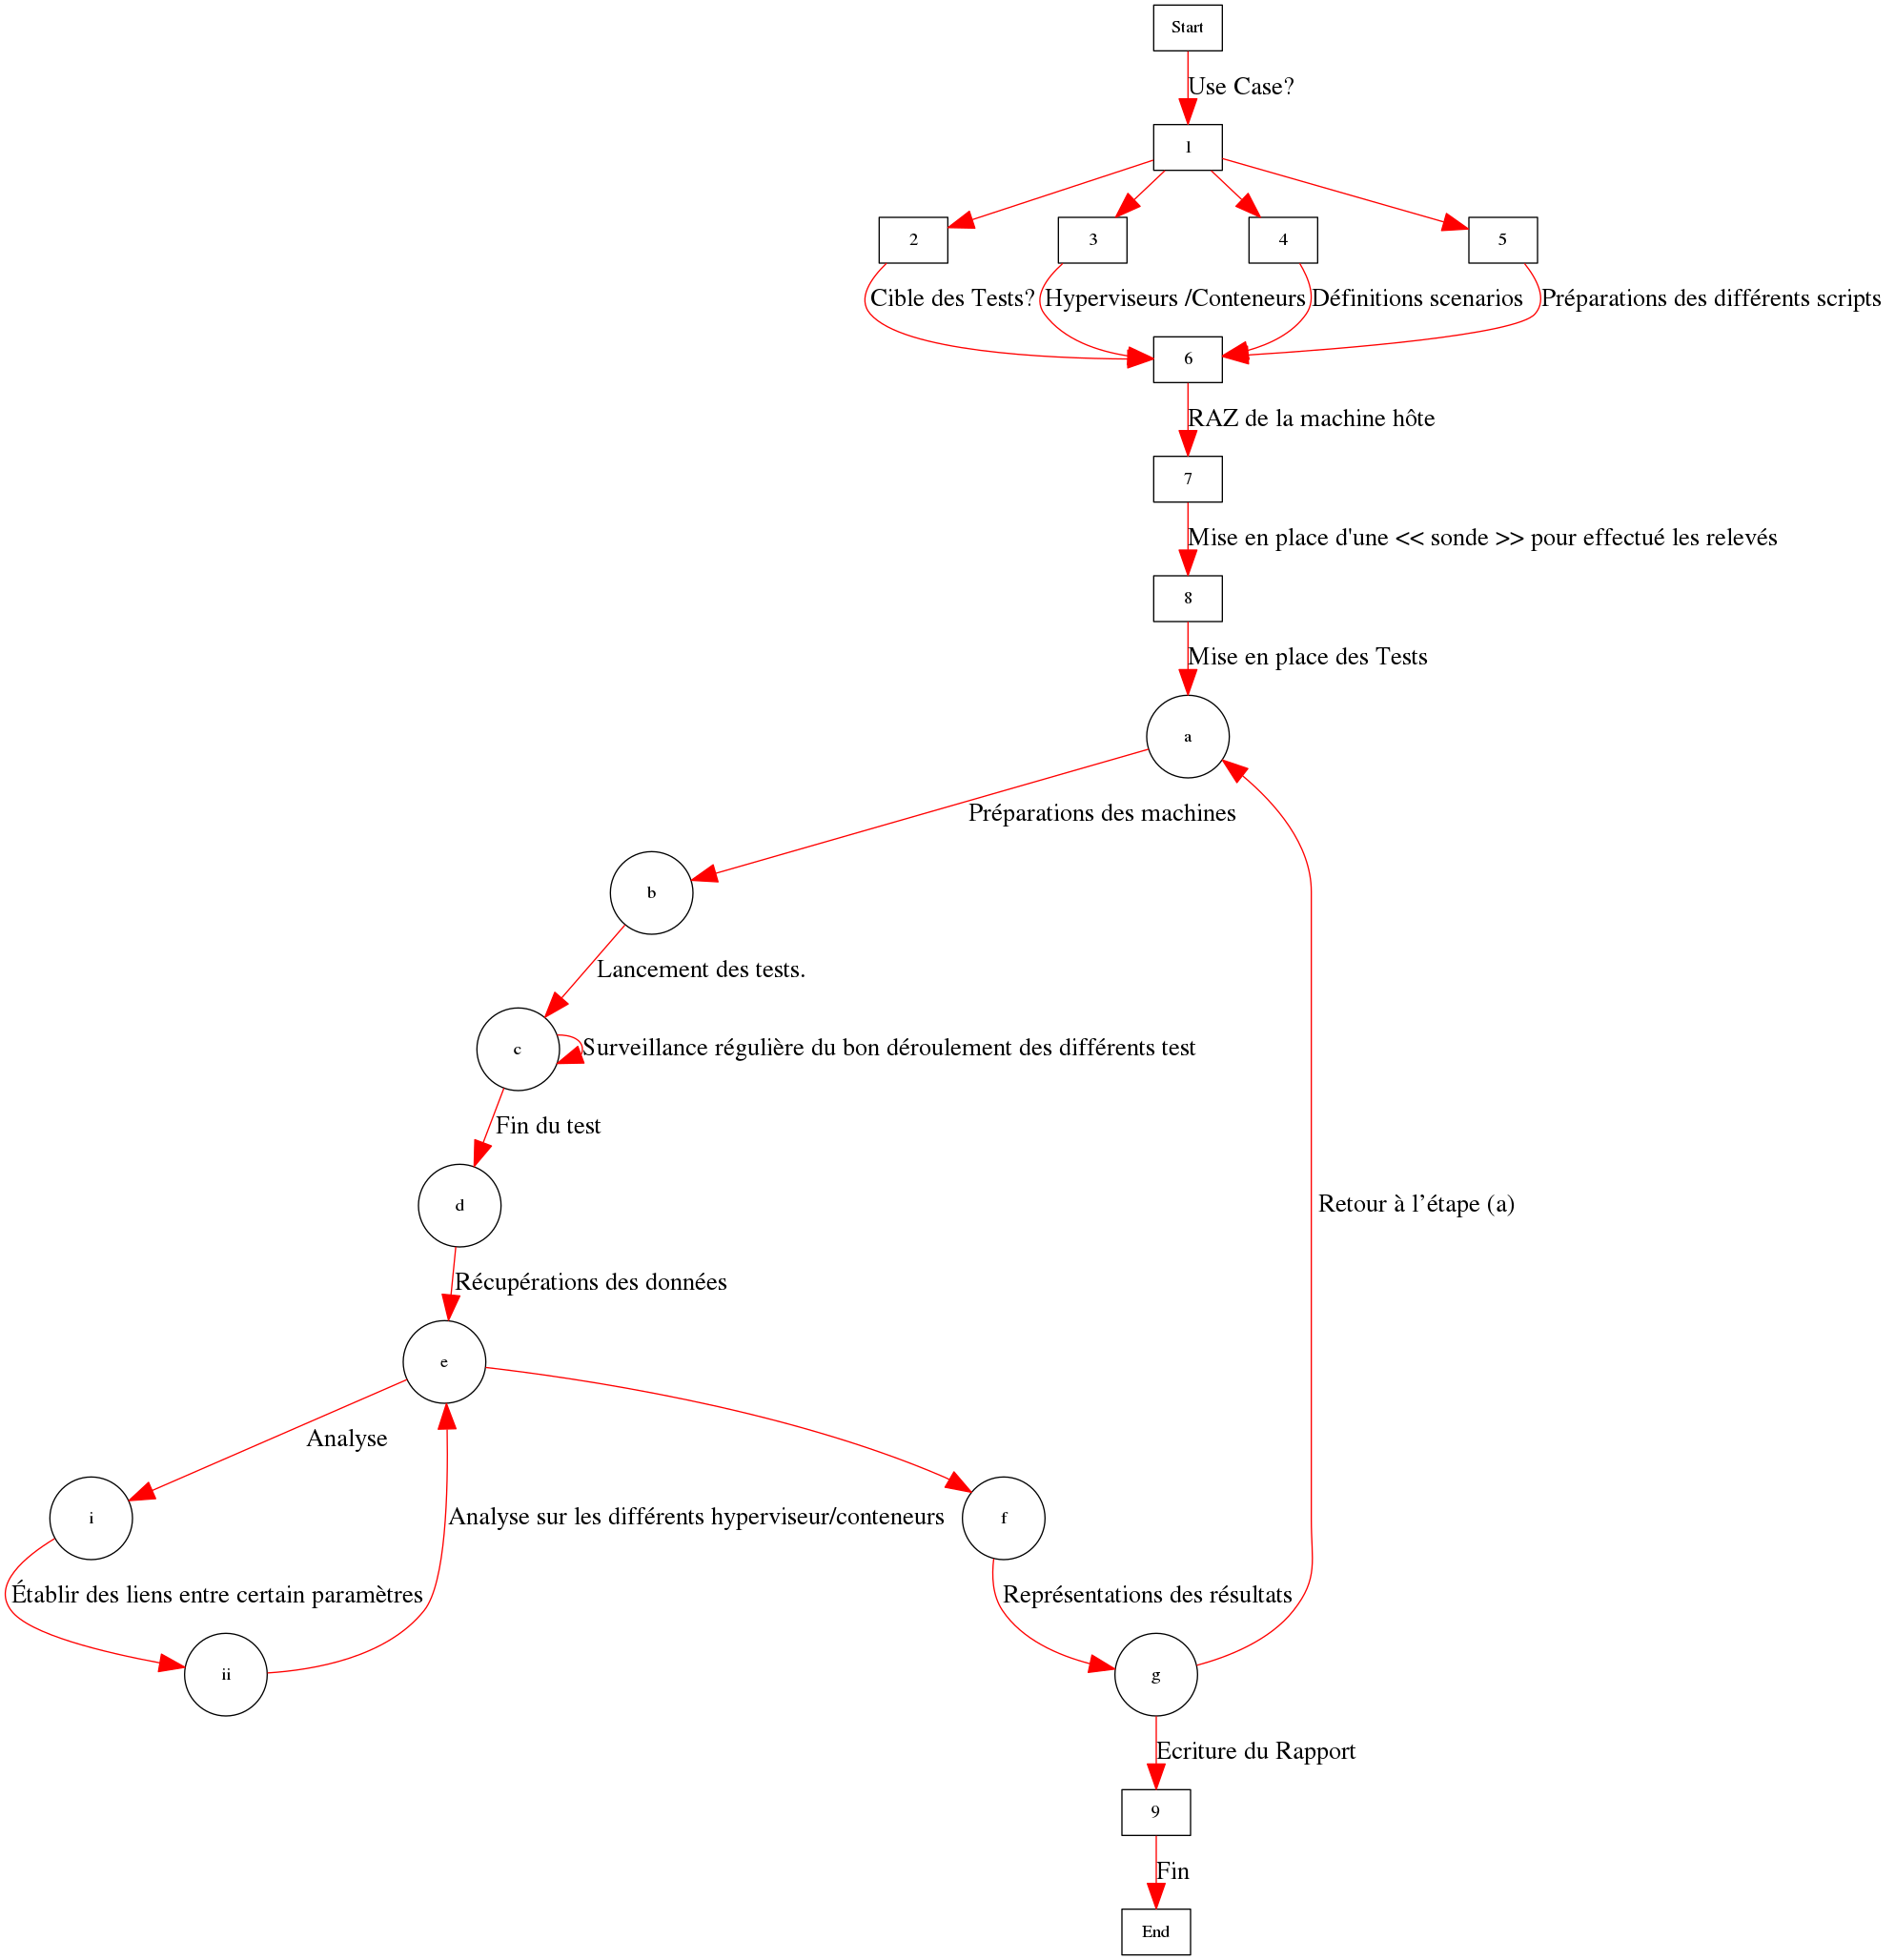 Start
Use Case?
1
2
3
4
5
Cible des Tests?
Hyperviseurs /Conteneurs
Définitions scenarios
Préparations des différents scripts
6
RAZ de la machine hôte
7
Mise en place d'une << sonde >> pour effectué les relevés
8
Mise en place des Tests
a
Préparations des machines
b
Lancement des tests.
c
Surveillance régulière du bon déroulement des différents test
Fin du test
d
Retour à l’étape (a)
Récupérations des données
e
Analyse
i
Analyse sur les différents hyperviseur/conteneurs
f
Établir des liens entre certain paramètres
Représentations des résultats
ii
g
Ecriture du Rapport
9
Fin
End